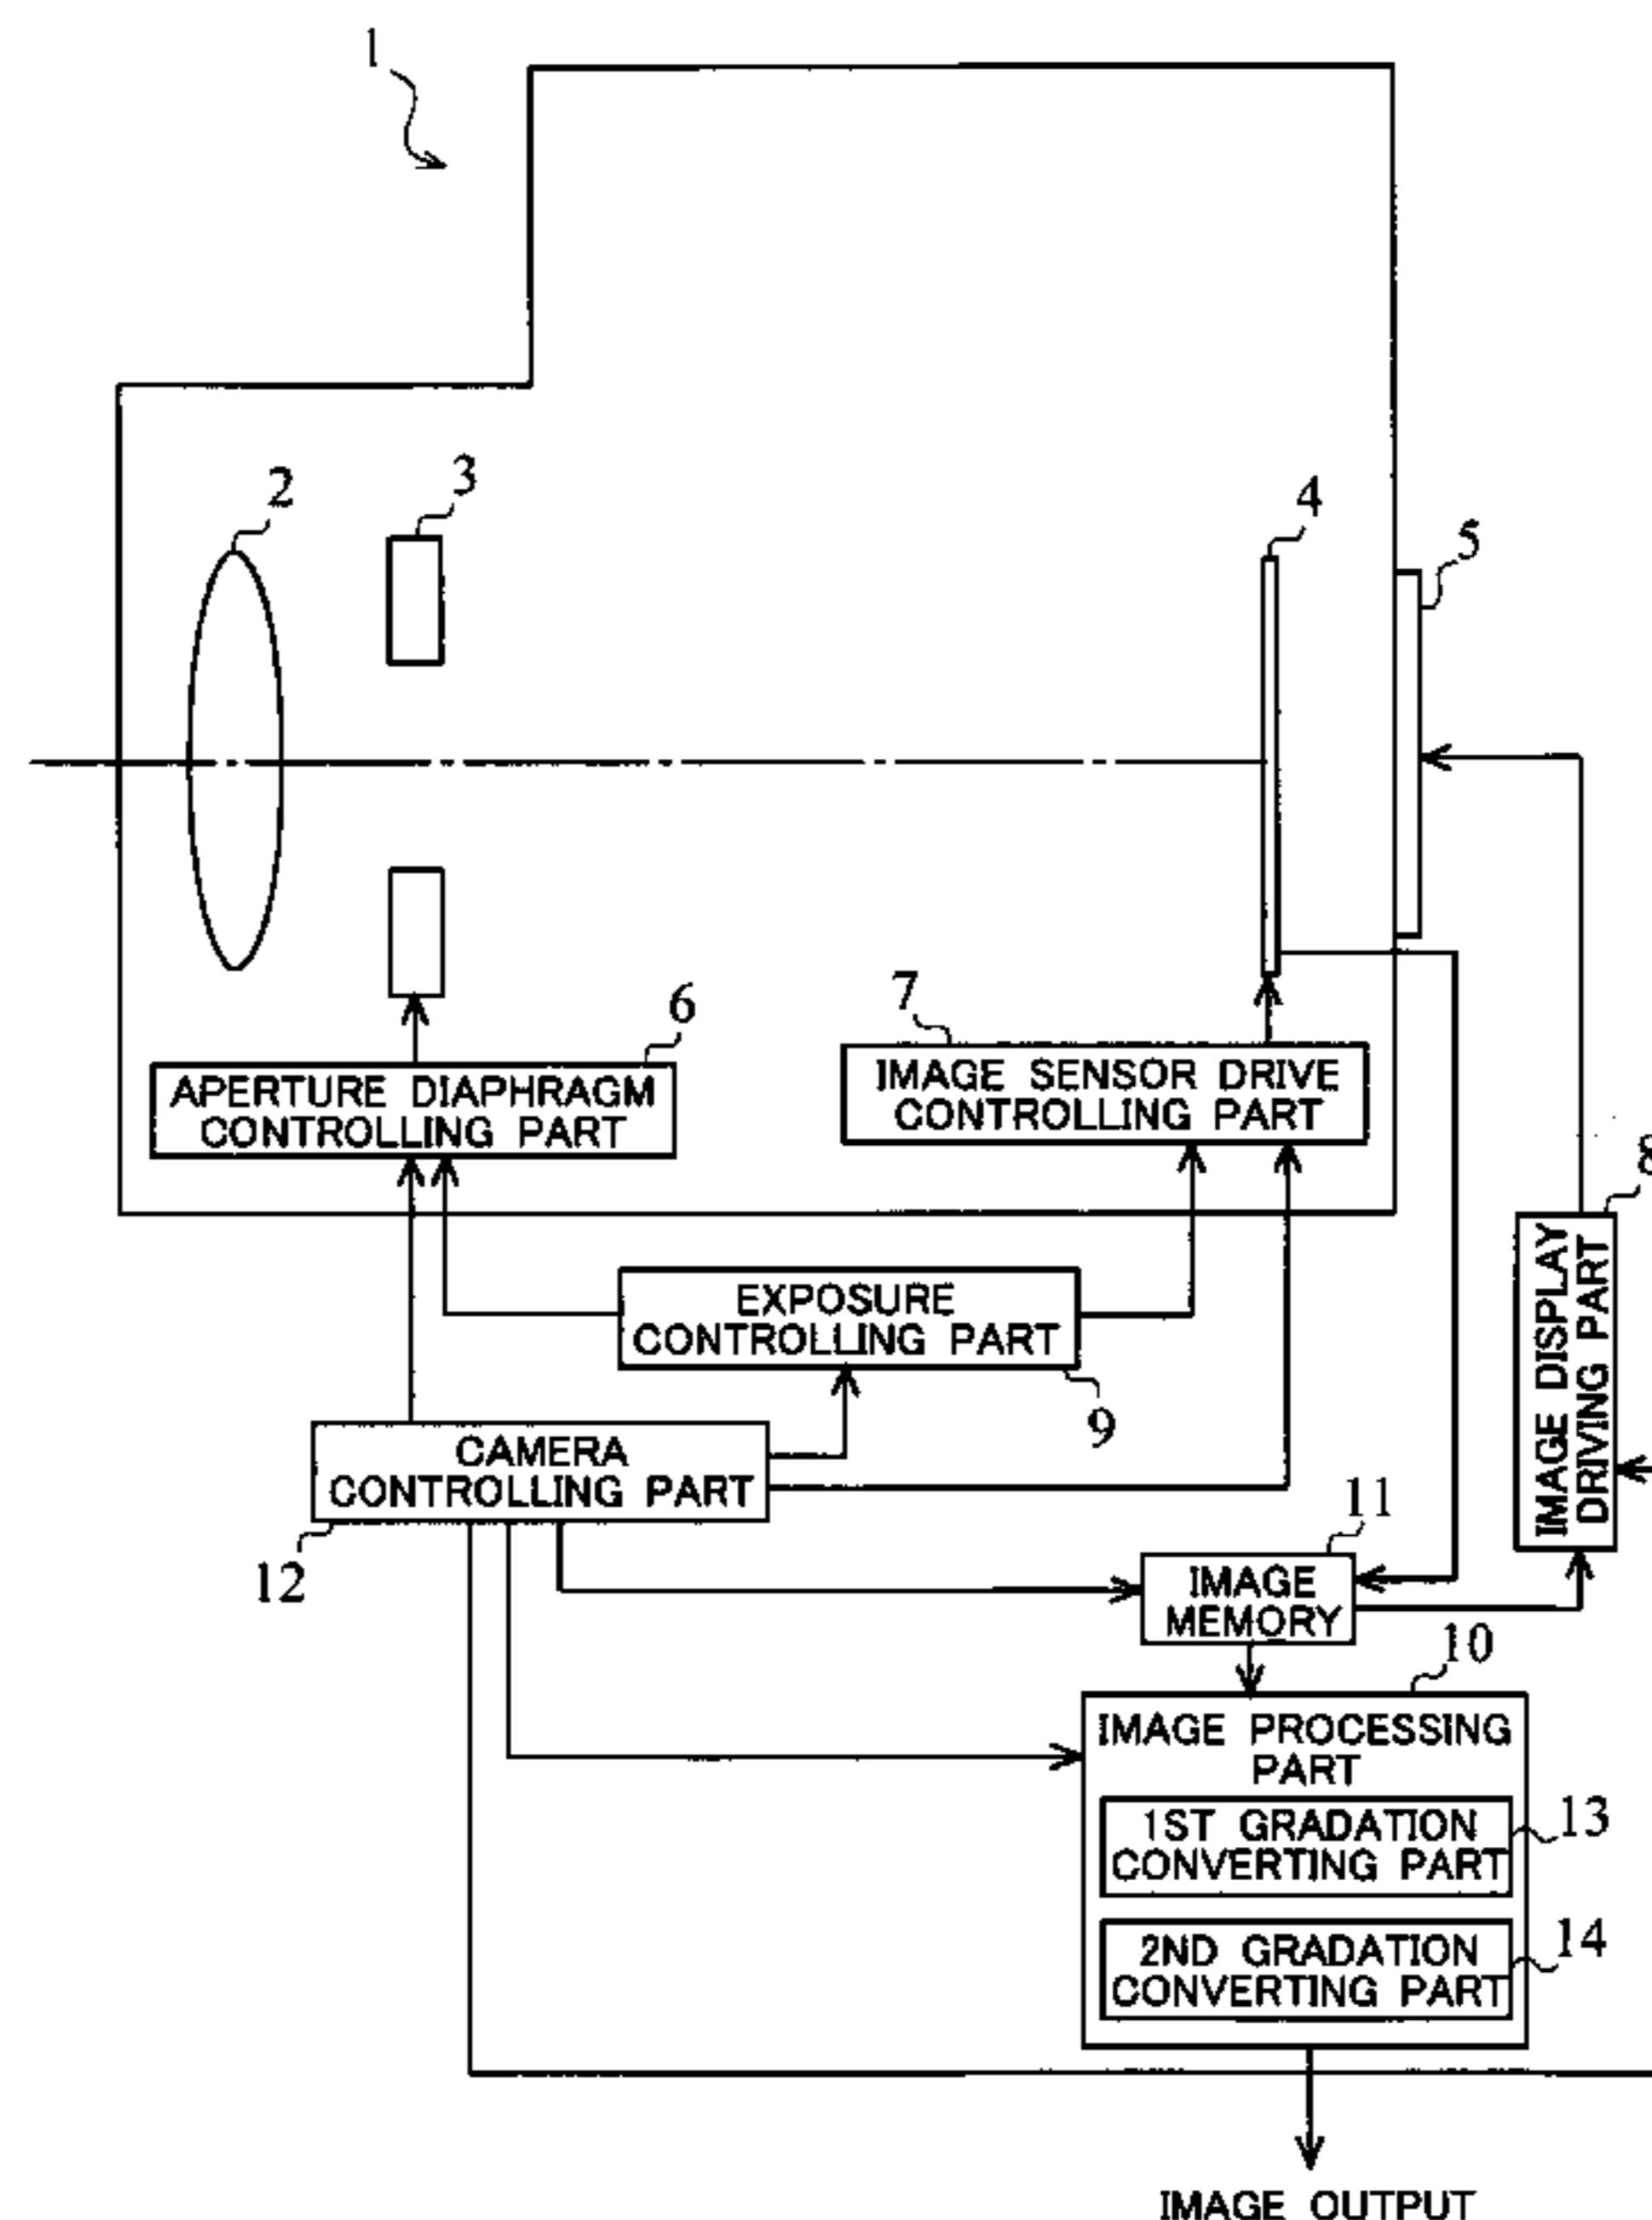 1
2
3
4
5
6
7
APERTURE DIAPHRAGM
CONTROLLING PART
IMAGE SENSOR DRIVE
CONTROLLING PART
8
IMAGE DISPLAY
DRIVING PART
EXPOSURE
CONTROLLING PART
9
CAMERA
CONTROLLING PART
12
11
IMAGE
MEMORY
10
IMAGE PROCESSING
PART
1ST GRADATION
CONVERTING PART
13
2ND GRADATION
CONVERTING PART
14
IMAGE OUTPUT